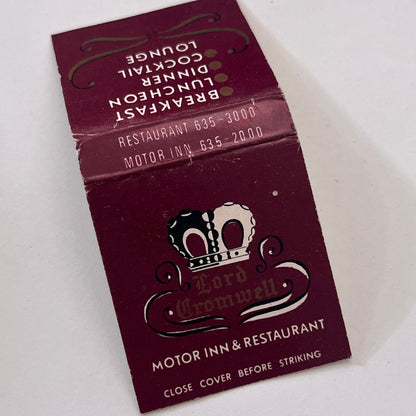 BREAKFAST
LUNCHEON
DINNER
COCKTAIL
LOUNGE
RESTAURANT 635-3000
MOTOR INN 635-2000
Lord
Cromwell
MOTOR INN & RESTAURANT
CLOSE COVER BEFORE STRIKING